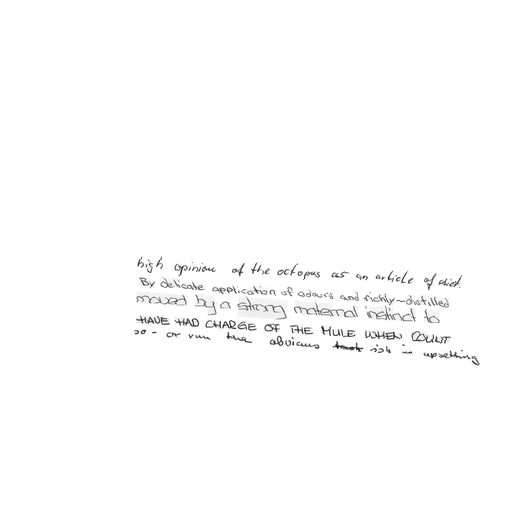 high opinion of the octopus as an article of diet.
By delicate application of odours and richly-distilled
moved by a strong maternal instinct to
HAVE HAD CHARGE OF THE MULE WHEN COUNT
so - or run the obvious risk in upsetting